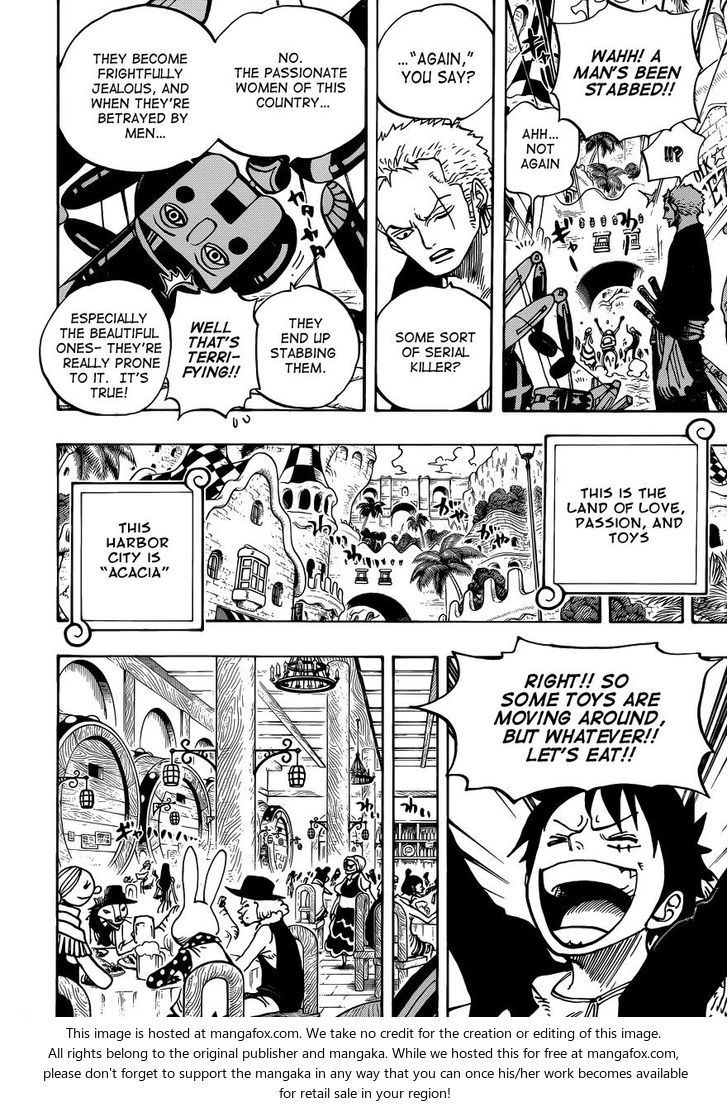 WAHH! A
MAN'S BEEN
STABBED!!
!!?
AHH...
NOT
AGAIN
..."AGAIN,"
YOU SAY?
SOME SORT
OF SERIAL
KILLER?
NO.
THE PASSIONATE
WOMEN OF THIS
COUNTRY...
THEY BECOME
FRIGHTFULLY
JEALOUS, AND
WHEN THEY'RE
BETRAYED BY
MEN...
THEY
END UP
STABBING
THEM.
WELL
THAT'S
TERRI-
FYING!!
ESPECIALLY
THE BEAUTIFUL
ONES- THEY'RE
REALLY PRONE
TO IT. IT'S
TRUE!
THIS IS THE
LAND OF LOVE,
PASSION, AND
TOYS
THIS
HARBOR
CITY IS
"ACACIA"
RIGHT!! SO
SOME TOYS ARE
MOVING AROUND,
BUT WHATEVER!!
LET'S EAT!!
This image is hosted at mangafox.com. We take no credit for the creation or editing of this image.
All rights belong to the original publisher and mangaka. While we hosted this for free at mangafox.com,
please don't forget to support the mangaka in any way that you can once his/her work becomes available
for retail sale in your region!